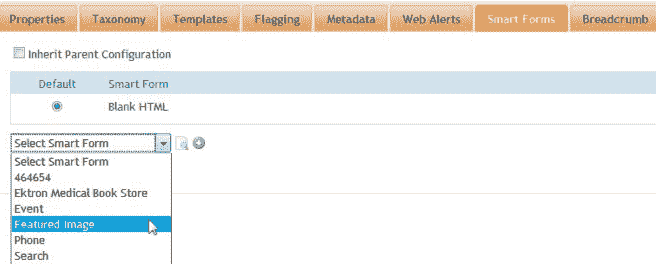 Properties Taxonomy Templates Flagging Metadata Web Alerts Smart Forms Breadcrumb
Inherit Parent Configuration
Default Smart Form
Blank HTML
Select Smart Form
Select Smart Form
464654
Ektron Medical Book Store
Event
Featured Image
Phone
Search